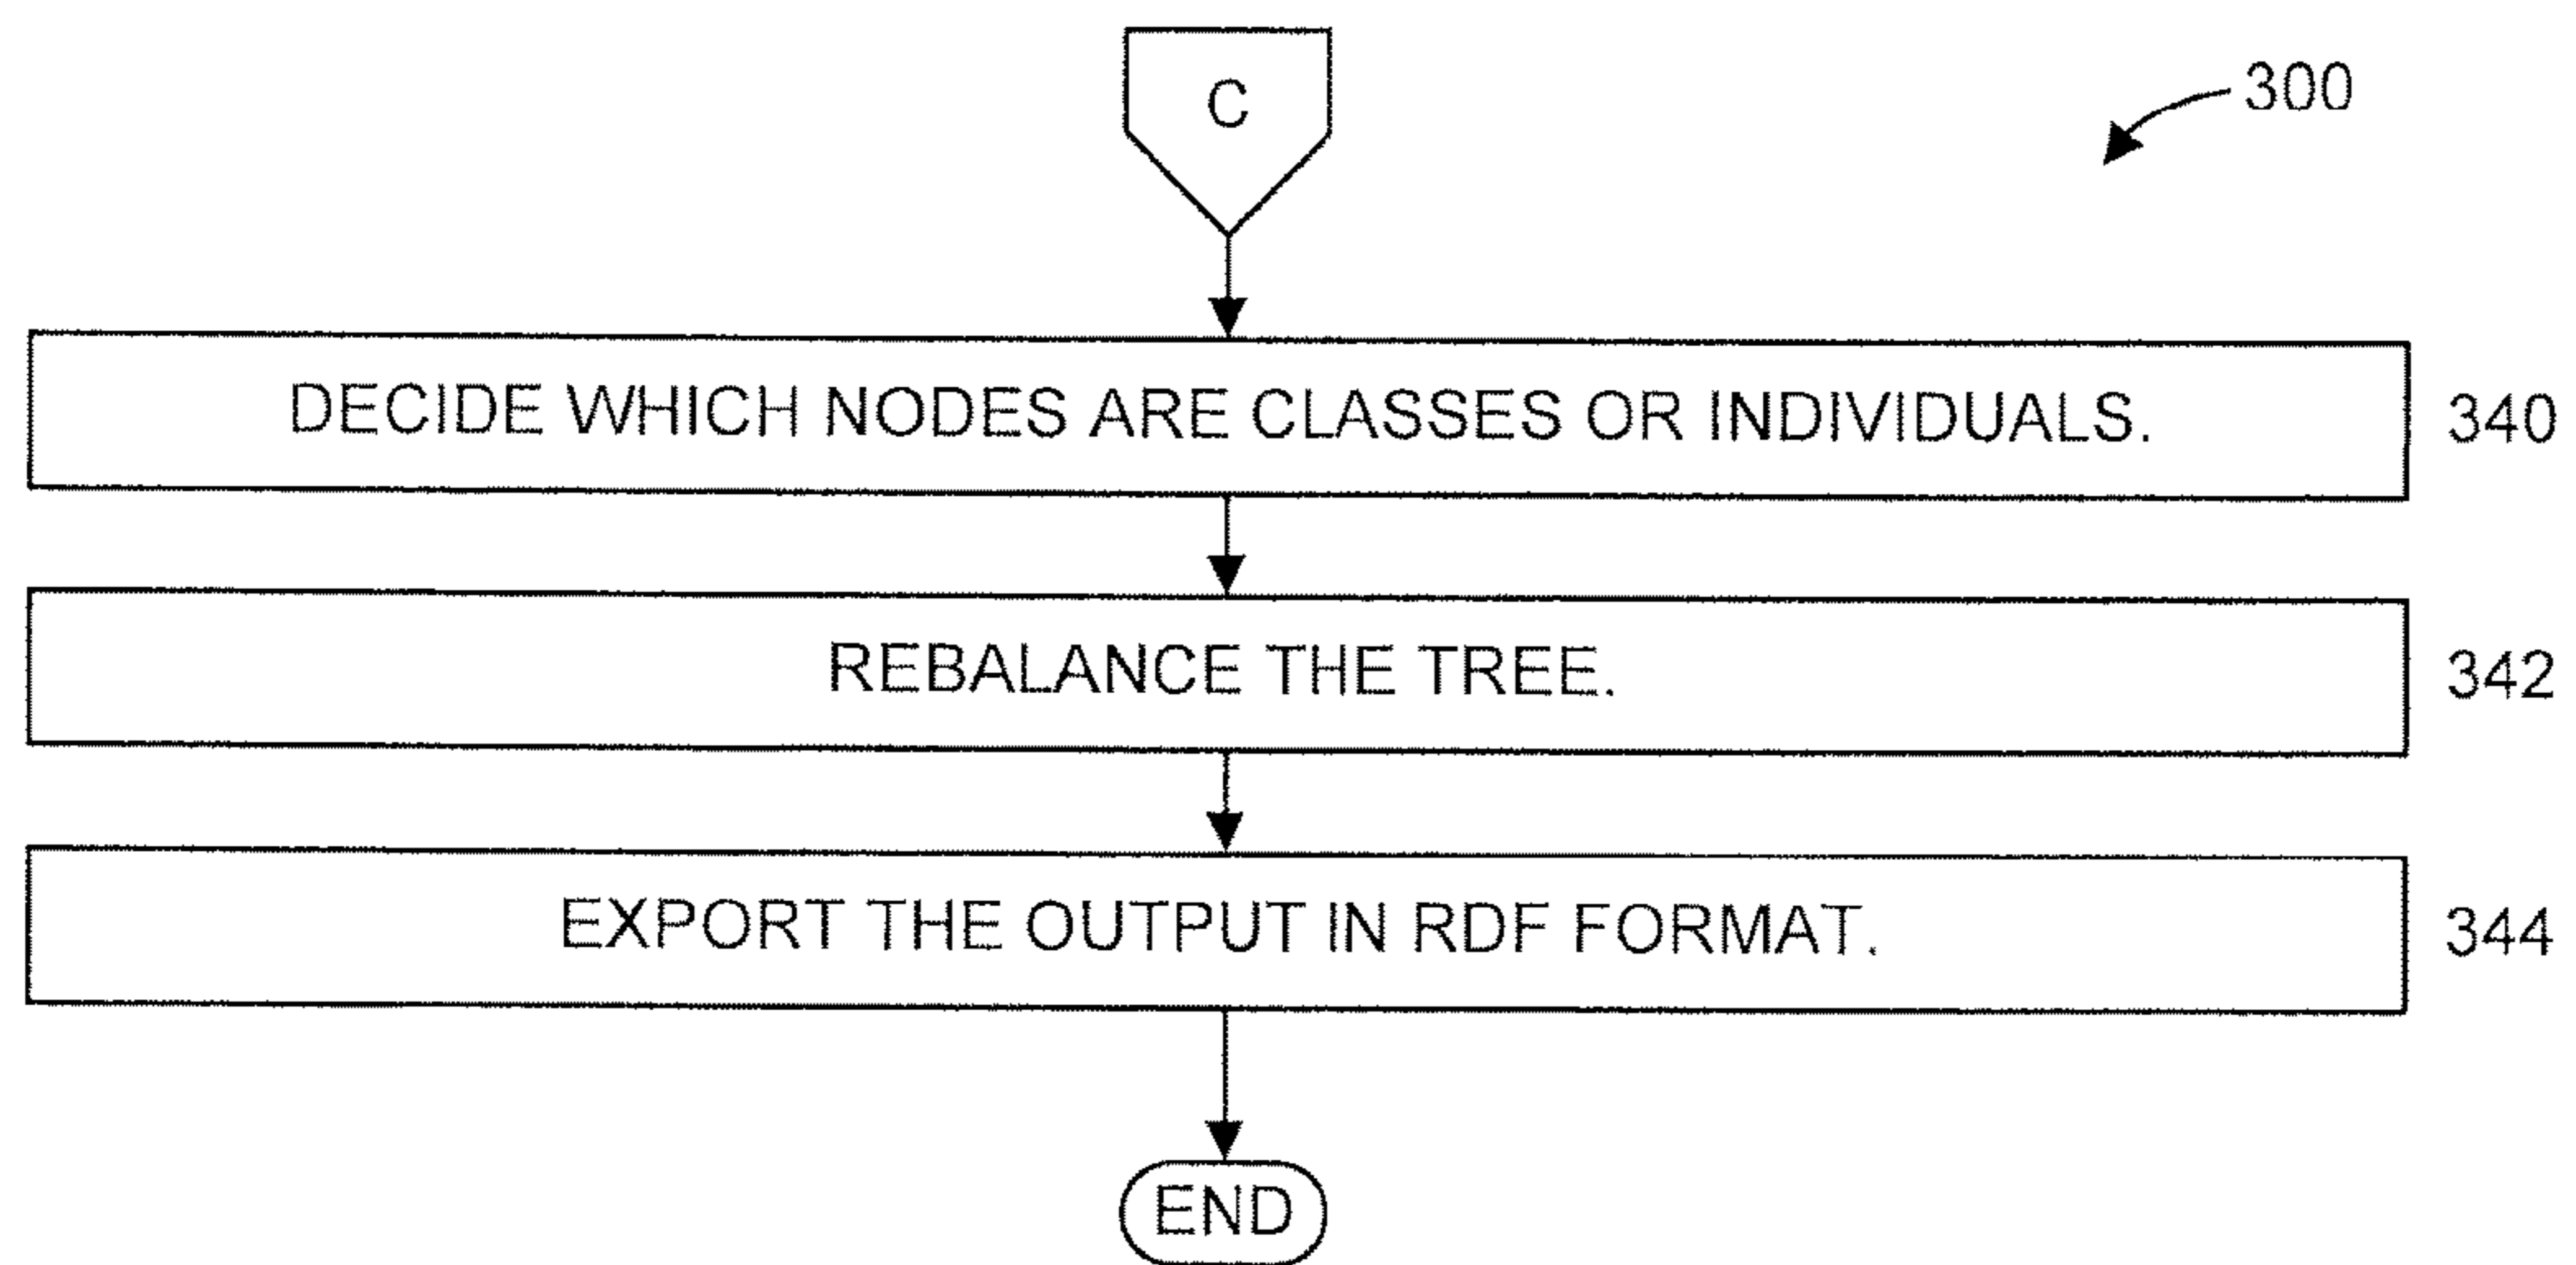 C
300
DECIDE WHICH NODES ARE CLASSES OR INDIVIDUALS.
340
REBALANCE THE TREE.
342
EXPORT THE OUTPUT IN RDF FORMAT.
344
END